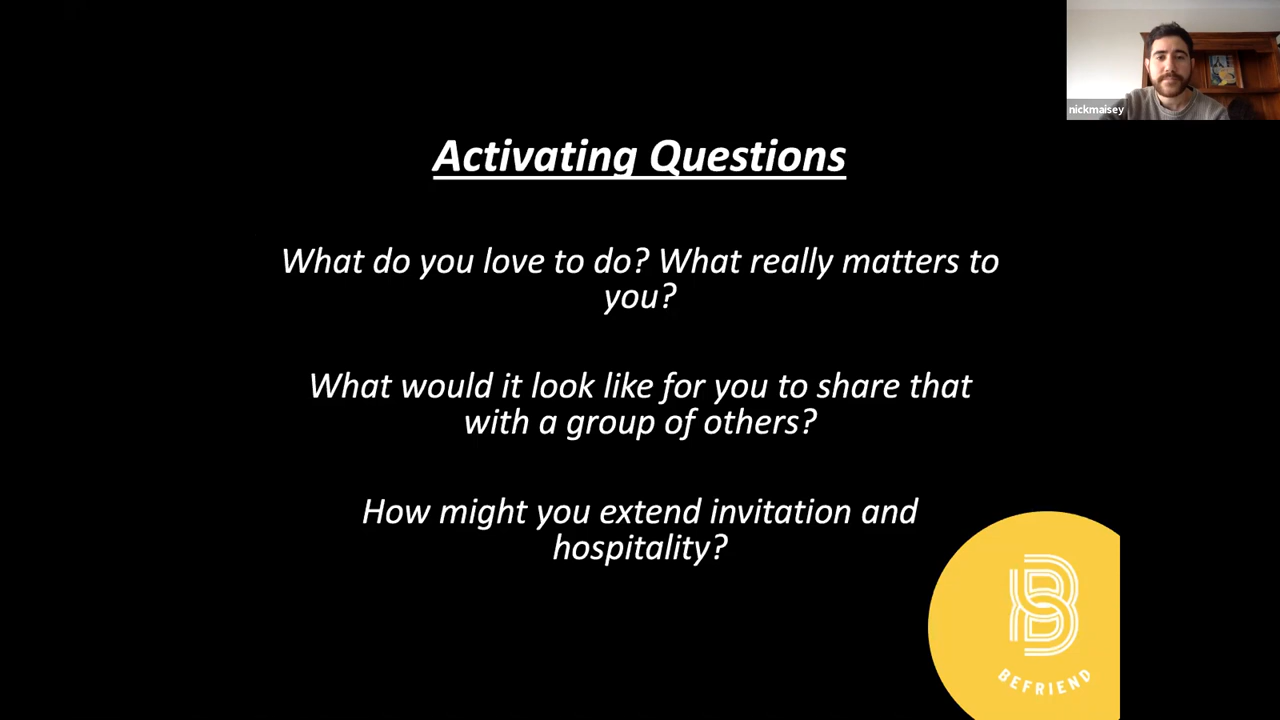 nickmaisey
Activating Questions
What do you love to do? What really matters to
you?
What would it look like for you to share that
with a group of others?
How might you extend invitation and
hospitality?
B
BEFRIEND